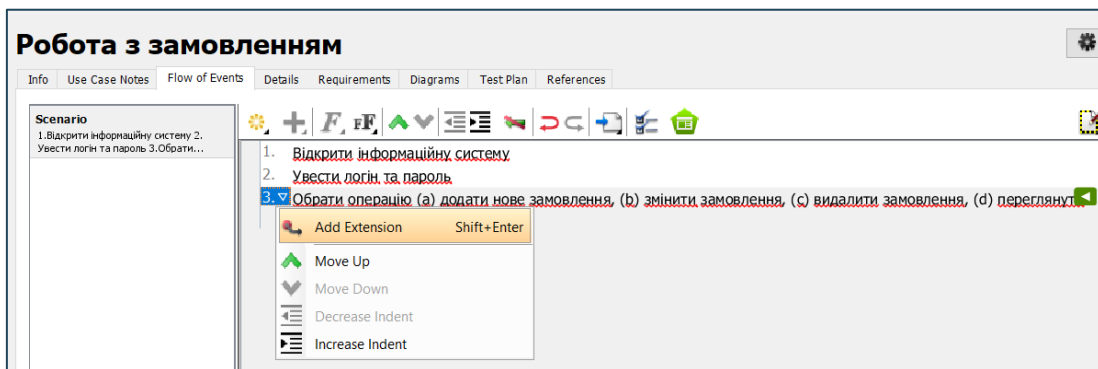 Робота з замовленням
Info Use Case Notes Flow of Events Details Requirements Diagrams Test Plan References
Scenario
1.Відкрити інформаційну систему 2.
Увести логін та пароль 3.Обрати...
1. Відкрити інформаційну систему
2. Увести логін та пароль
3. Обрати операцію (a) додати нове замовлення, (b) змінити замовлення, (c) видалити замовлення, (d) переглянут
Add Extension Shift+Enter
Move Up
Move Down
Decrease Indent
Increase Indent